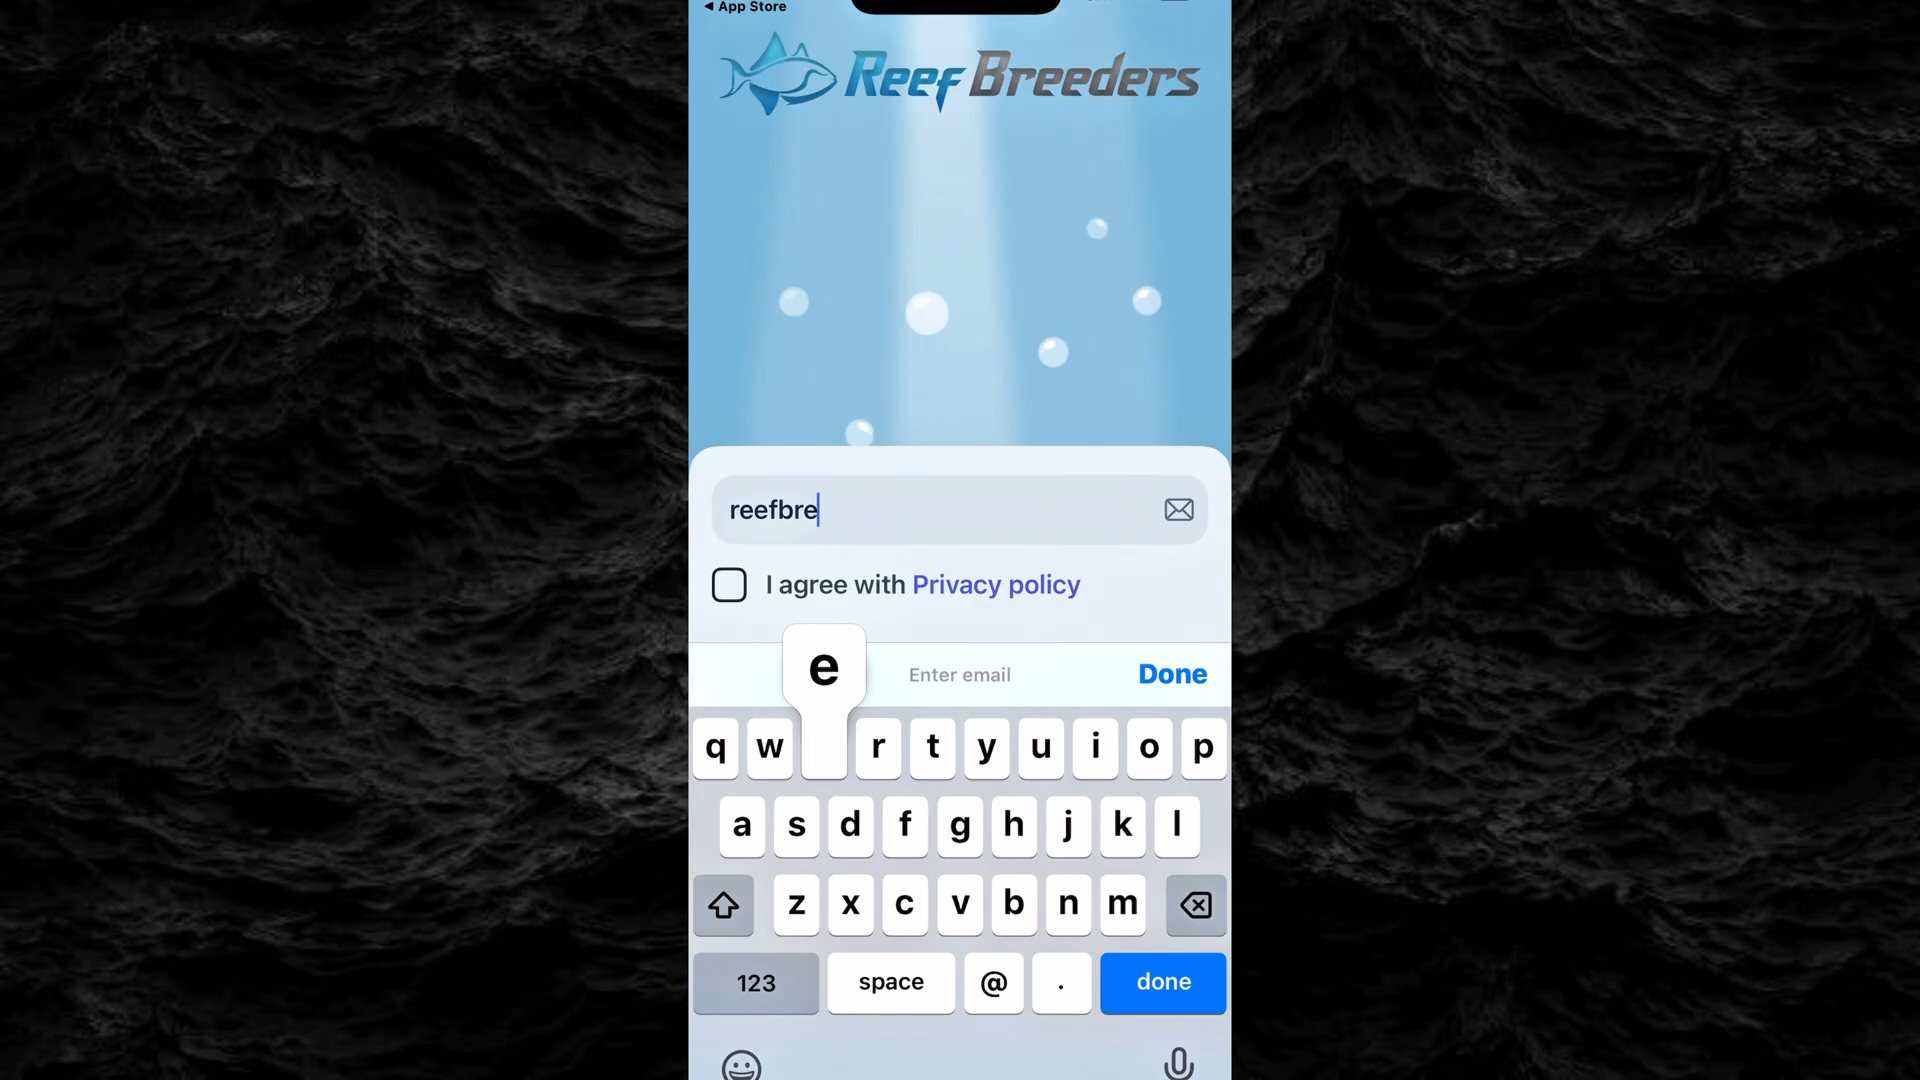 ◀ App Store
Reef Breeders
reefbre
I agree with Privacy policy
e
Enter email
Done
q w r t y u i o p
a s d f g h j k l
z x c v b n m
123 space @ . done